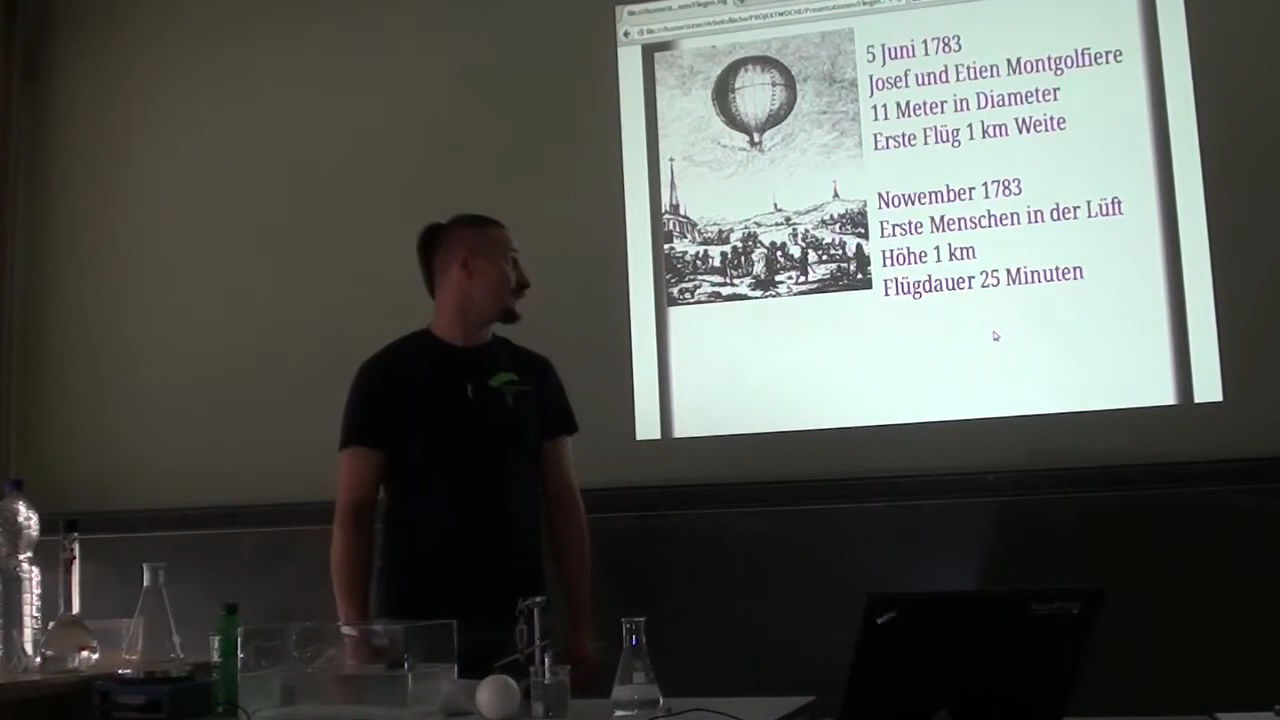 5 Juni 1783
Josef und Etien Montgolfiere
11 Meter in Diameter
Erste Flüg 1 km Weite
Nowember 1783
Erste Menschen in der Lüft
Höhe 1 km
Flügdauer 25 Minuten